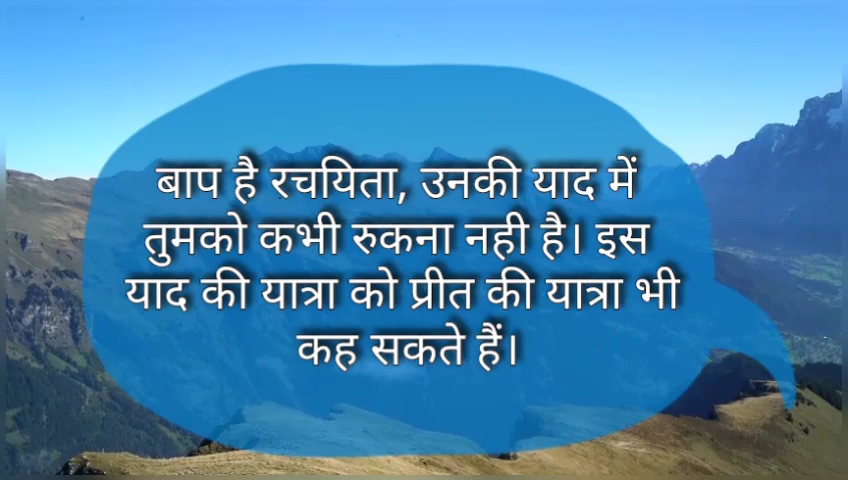 बाप है रचयिता, उनकी याद में
तुमको कभी रुकना नही है। इस
याद की यात्रा को प्रीत की यात्रा भी
कह सकते हैं।